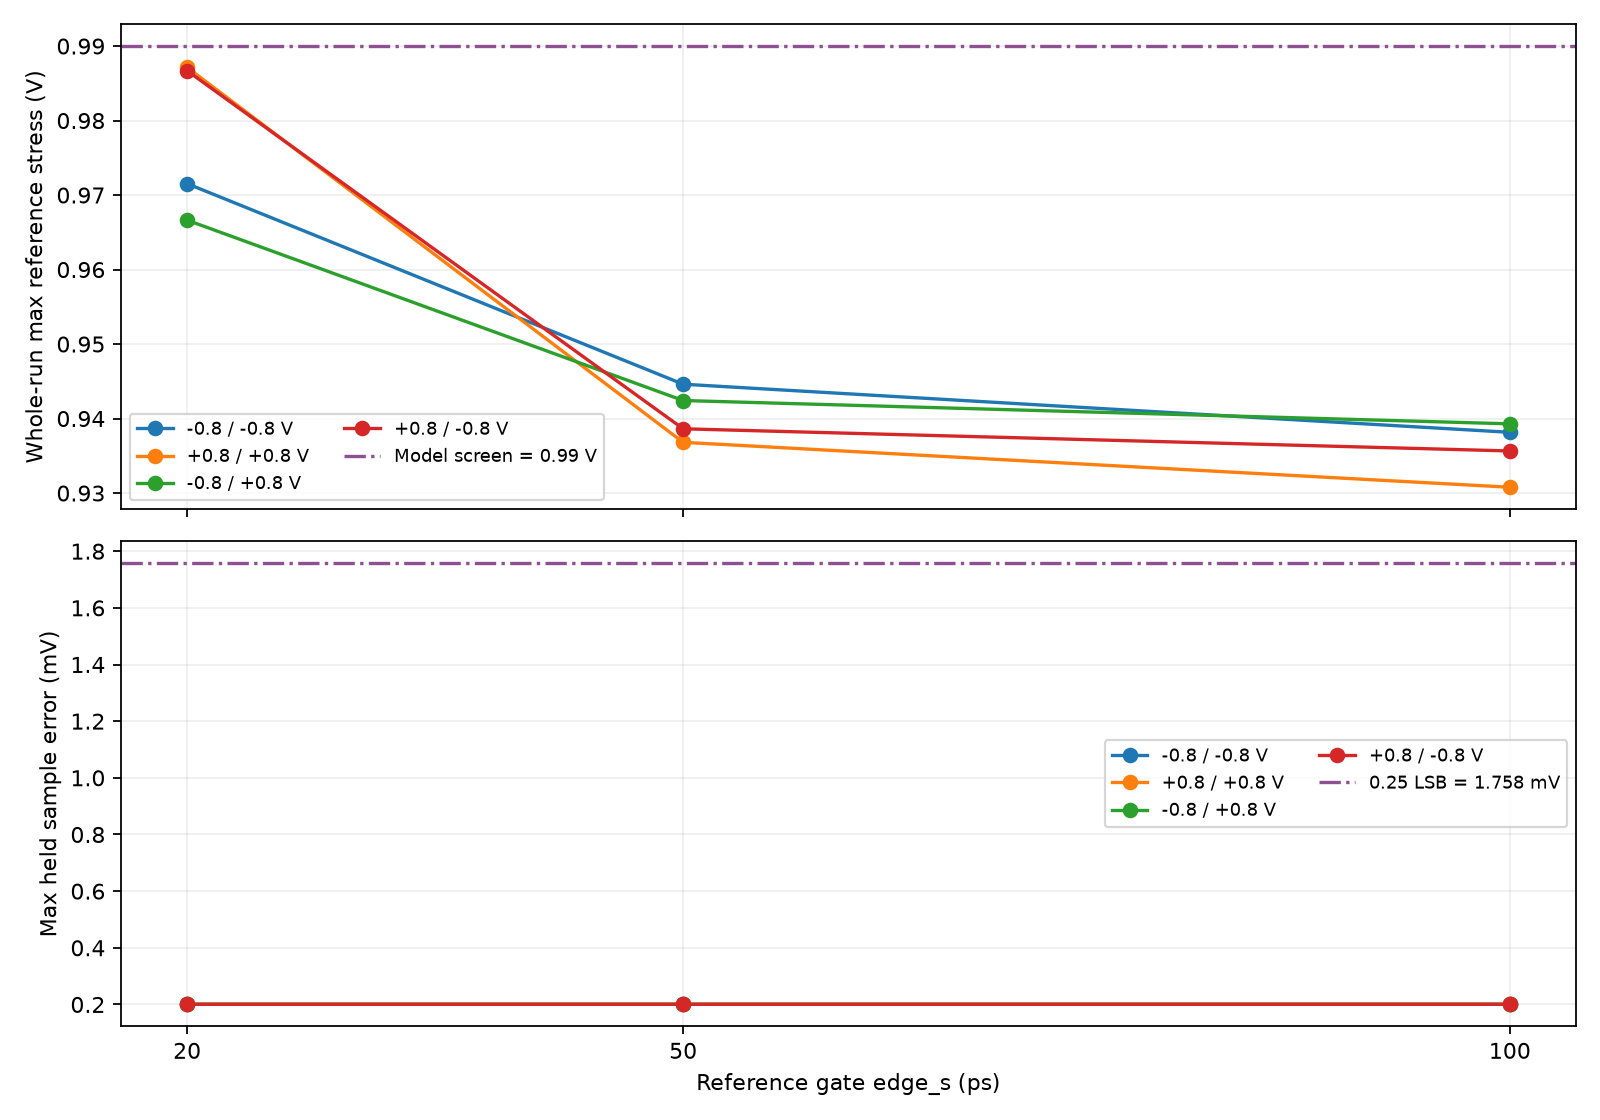 Whole-run max reference stress (V)
0.99
0.98
0.97
0.96
0.95
0.94
0.93
-0.8 / -0.8 V
+0.8 / +0.8 V
-0.8 / +0.8 V
+0.8 / -0.8 V
Model screen = 0.99 V
Max held sample error (mV)
1.8
1.6
1.4
1.2
1.0
0.8
0.6
0.4
0.2
-0.8 / -0.8 V
+0.8 / +0.8 V
-0.8 / +0.8 V
+0.8 / -0.8 V
0.25 LSB = 1.758 mV
20
50
100
Reference gate edge_s (ps)